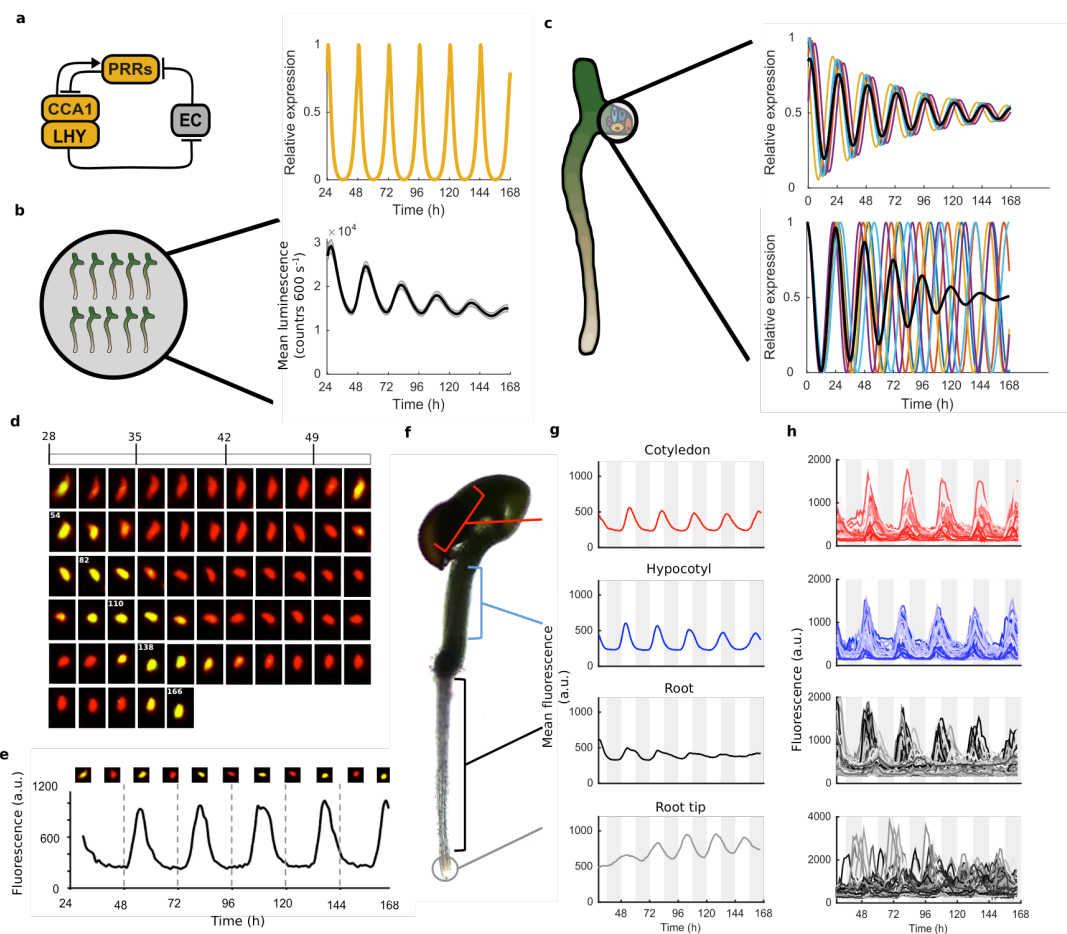 a
PRRs
CCA1
LHY
EC
Relative expression
1
0.5
0
24 48 72 96 120 144 168
Time (h)
b
Mean luminescence
(countrs 600 s-1)
× 10⁴
3
2
1
0
24 48 72 96 120 144 168
Time (h)
c
Relative expression
1
0.5
0
0 24 48 72 96 120 144 168
Time (h)
Relative expression
1
0.5
0
0 24 48 72 96 120 144 168
Time (h)
d
28 35 42 49
54
82
110
138
166
e
Fluorescence (a.u.)
1200
600
0
24 48 72 96 120 144 168
Time (h)
f
g
Mean fluorescence
(a.u.)
Cotyledon
1000
500
0
Hypocotyl
1000
500
0
Root
1000
500
0
Root tip
1000
500
0
48 72 96 120 144 168
Time (h)
h
Fluorescence (a.u.)
2000
1000
0
2000
1000
0
2000
1000
0
4000
2000
0
48 72 96 120 144 168
Time (h)